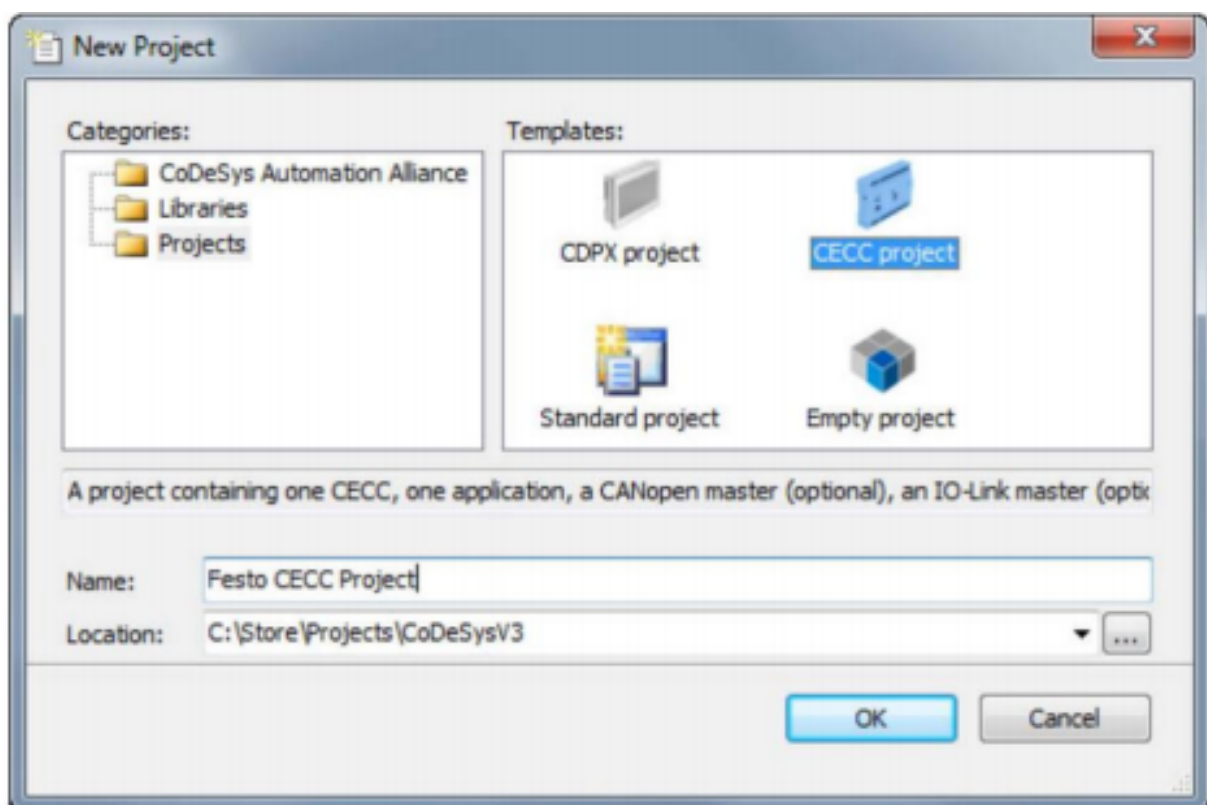 New Project
Categories:
Templates:
CoDeSys Automation Alliance
Libraries
Projects
CDPX project
CECC project
Standard project
Empty project
A project containing one CECC, one application, a CANopen master (optional), an IO-Link master (optic
Name:
Festo CECC Project
Location:
C:\Store\Projects\CoDeSysV3
...
OK
Cancel